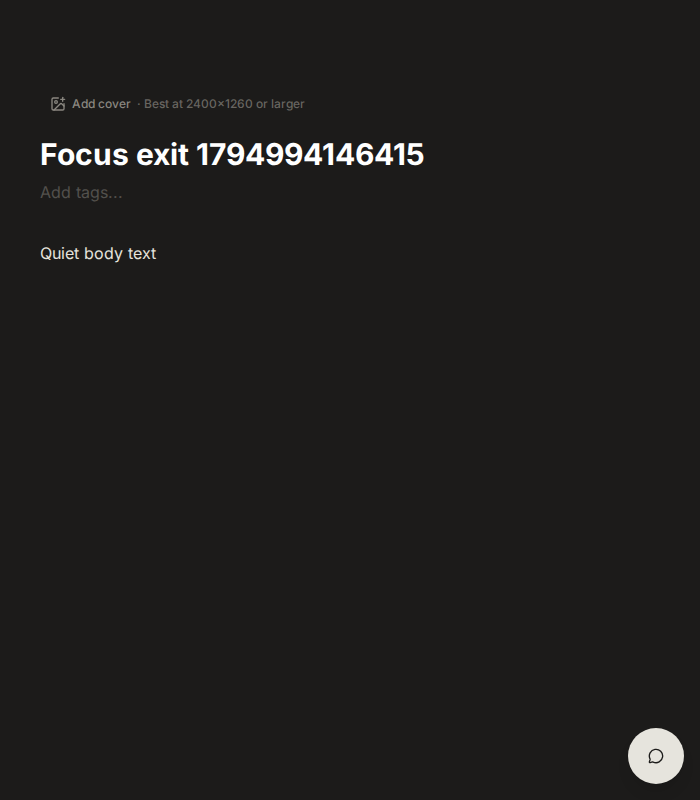 Add cover · Best at 2400×1260 or larger
Focus exit 1794994146415
Add tags...
Quiet body text